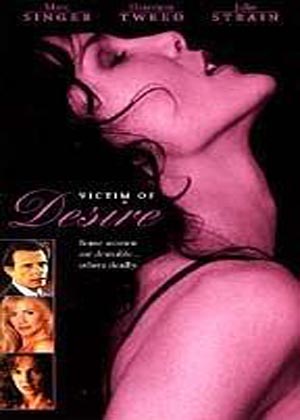 Marc Shannon Julie
SINGER TWEED STRAIN
VICTIM OF
Desire
Some women
are desirable...
others deadly.